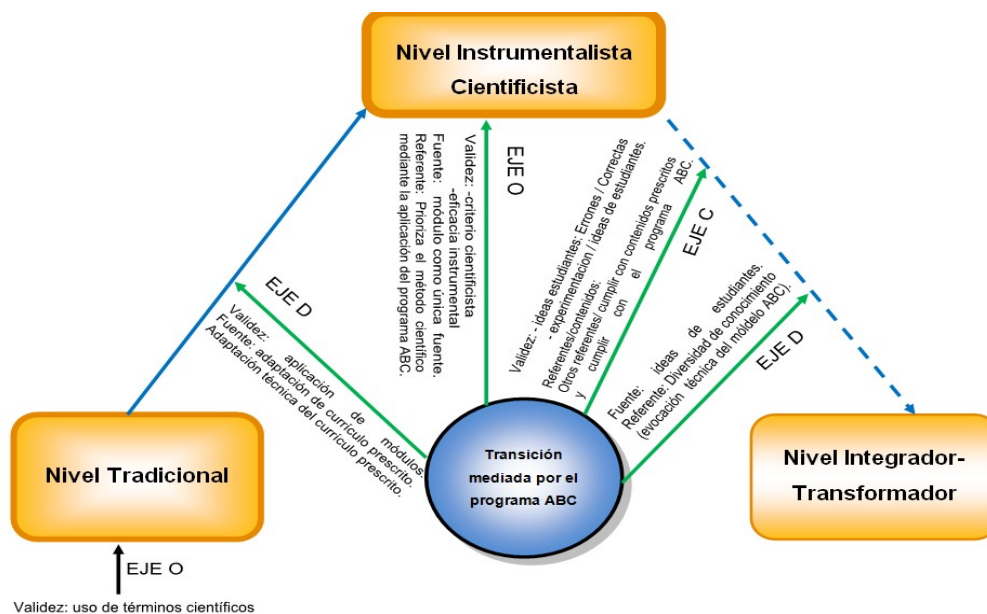 Nivel Instrumentalista
Cientificista
EJE O
Validez: -criterio cientificista
-eficacia instrumental
Fuente: módulo como única fuente.
Referente: Prioriza el método científico
mediante la aplicación del programa ABC.
EJE C
Validez: - ideas estudiantes: Errones / Correctas
- experimentacion / ideas de estudiantes.
Referentes/contenidos:
Otros referentes/ cumplir con contenidos prescritos
y cumplir con el programa ABC.
EJE D
Validez: aplicación de módulos.
Fuente: adaptación de currículo prescrito.
Adaptación técnica del currículo prescrito.
EJE D
Fuente: ideas de estudiantes.
Referente: Diversidad de conocimiento
(evocación técnica del móldelo ABC).
Nivel Tradicional
Transición
mediada por el
programa ABC
Nivel Integrador-
Transformador
EJE O
Validez: uso de términos científicos